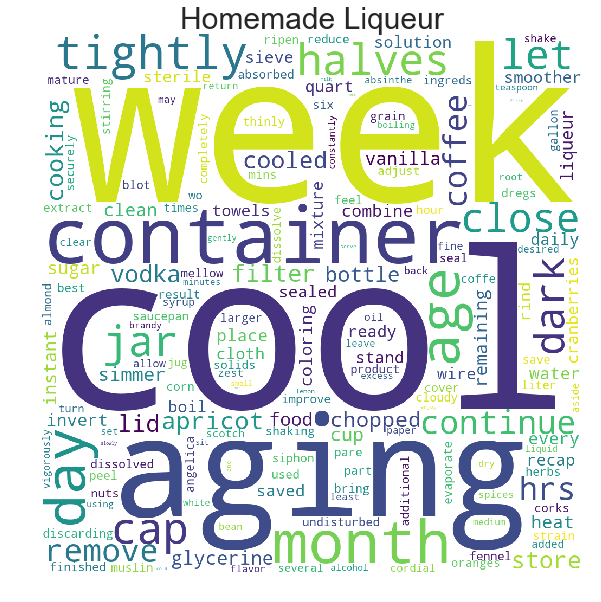 Homemade Liqueur
ripen reduce solution let shake
mature tightly sieve halves smoother
sterile absorbed absinthe ingreds
may return quart teaspoon
cooking stirring week six grain boiling coffee gallon liqueur
securely thinly completely mins constantly
blot cooled vanilla adjust
wo feel root dregs
extract clean times towels dissolve mixture combine hour close
clear gently container fine seal desired daily
sugar mellow filter back coffe
vodka minutes bottle age dark
best result larger sealed oil remaining rind cranberries
almond syrup saucepan coloring ready leave
instant brandy jar place stand wire save
allow jug cloth product cover water
simmer corn solids zest excess cloudy liter aside
cool
turn boil improve lemon
invert lid apricot food chopped continue
set scotch shaking cup paper liquid every
vigorously day slowly sit siphon pare evaporate recap
dissolved angelica used part dry herbs
nuts aging bring additional hrs
peel saved least spices corks
cap using white bean undisturbed medium heat
discarding remove glycerine month strain added
finished muslin flavor several alcohol cordial oranges fennel store